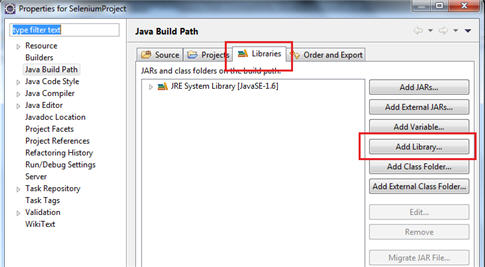 Properties for SeleniumProject
type filter text
Resource
Builders
Java Build Path
Java Code Style
Java Compiler
Java Editor
Javadoc Location
Project Facets
Project References
Refactoring History
Run/Debug Settings
Server
Task Repository
Task Tags
Validation
WikiText
Java Build Path
Source Projects Libraries Order and Export
JARs and class folders on the build path:
JRE System Library [JavaSE-1.6]
Add JARs...
Add External JARs...
Add Variable...
Add Library...
Add Class Folder...
Add External Class Folder...
Edit...
Remove
Migrate JAR File...